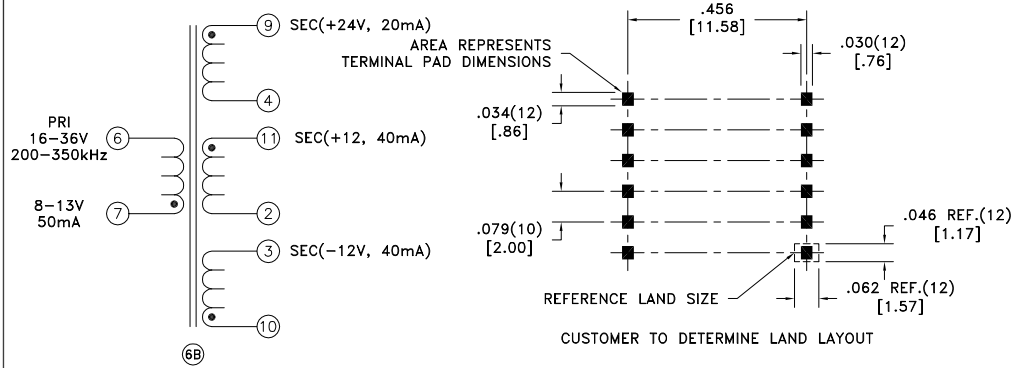 9 SEC(+24V, 20mA)
4
PRI
16-36V
200-350kHz
6
11 SEC(+12, 40mA)
8-13V
50mA
7
2
3 SEC(-12V, 40mA)
10
6B
.456
[11.58]
AREA REPRESENTS
TERMINAL PAD DIMENSIONS
.030(12)
[.76]
.034(12)
[.86]
.079(10)
[2.00]
.046 REF.(12)
[1.17]
REFERENCE LAND SIZE
.062 REF.(12)
[1.57]
CUSTOMER TO DETERMINE LAND LAYOUT